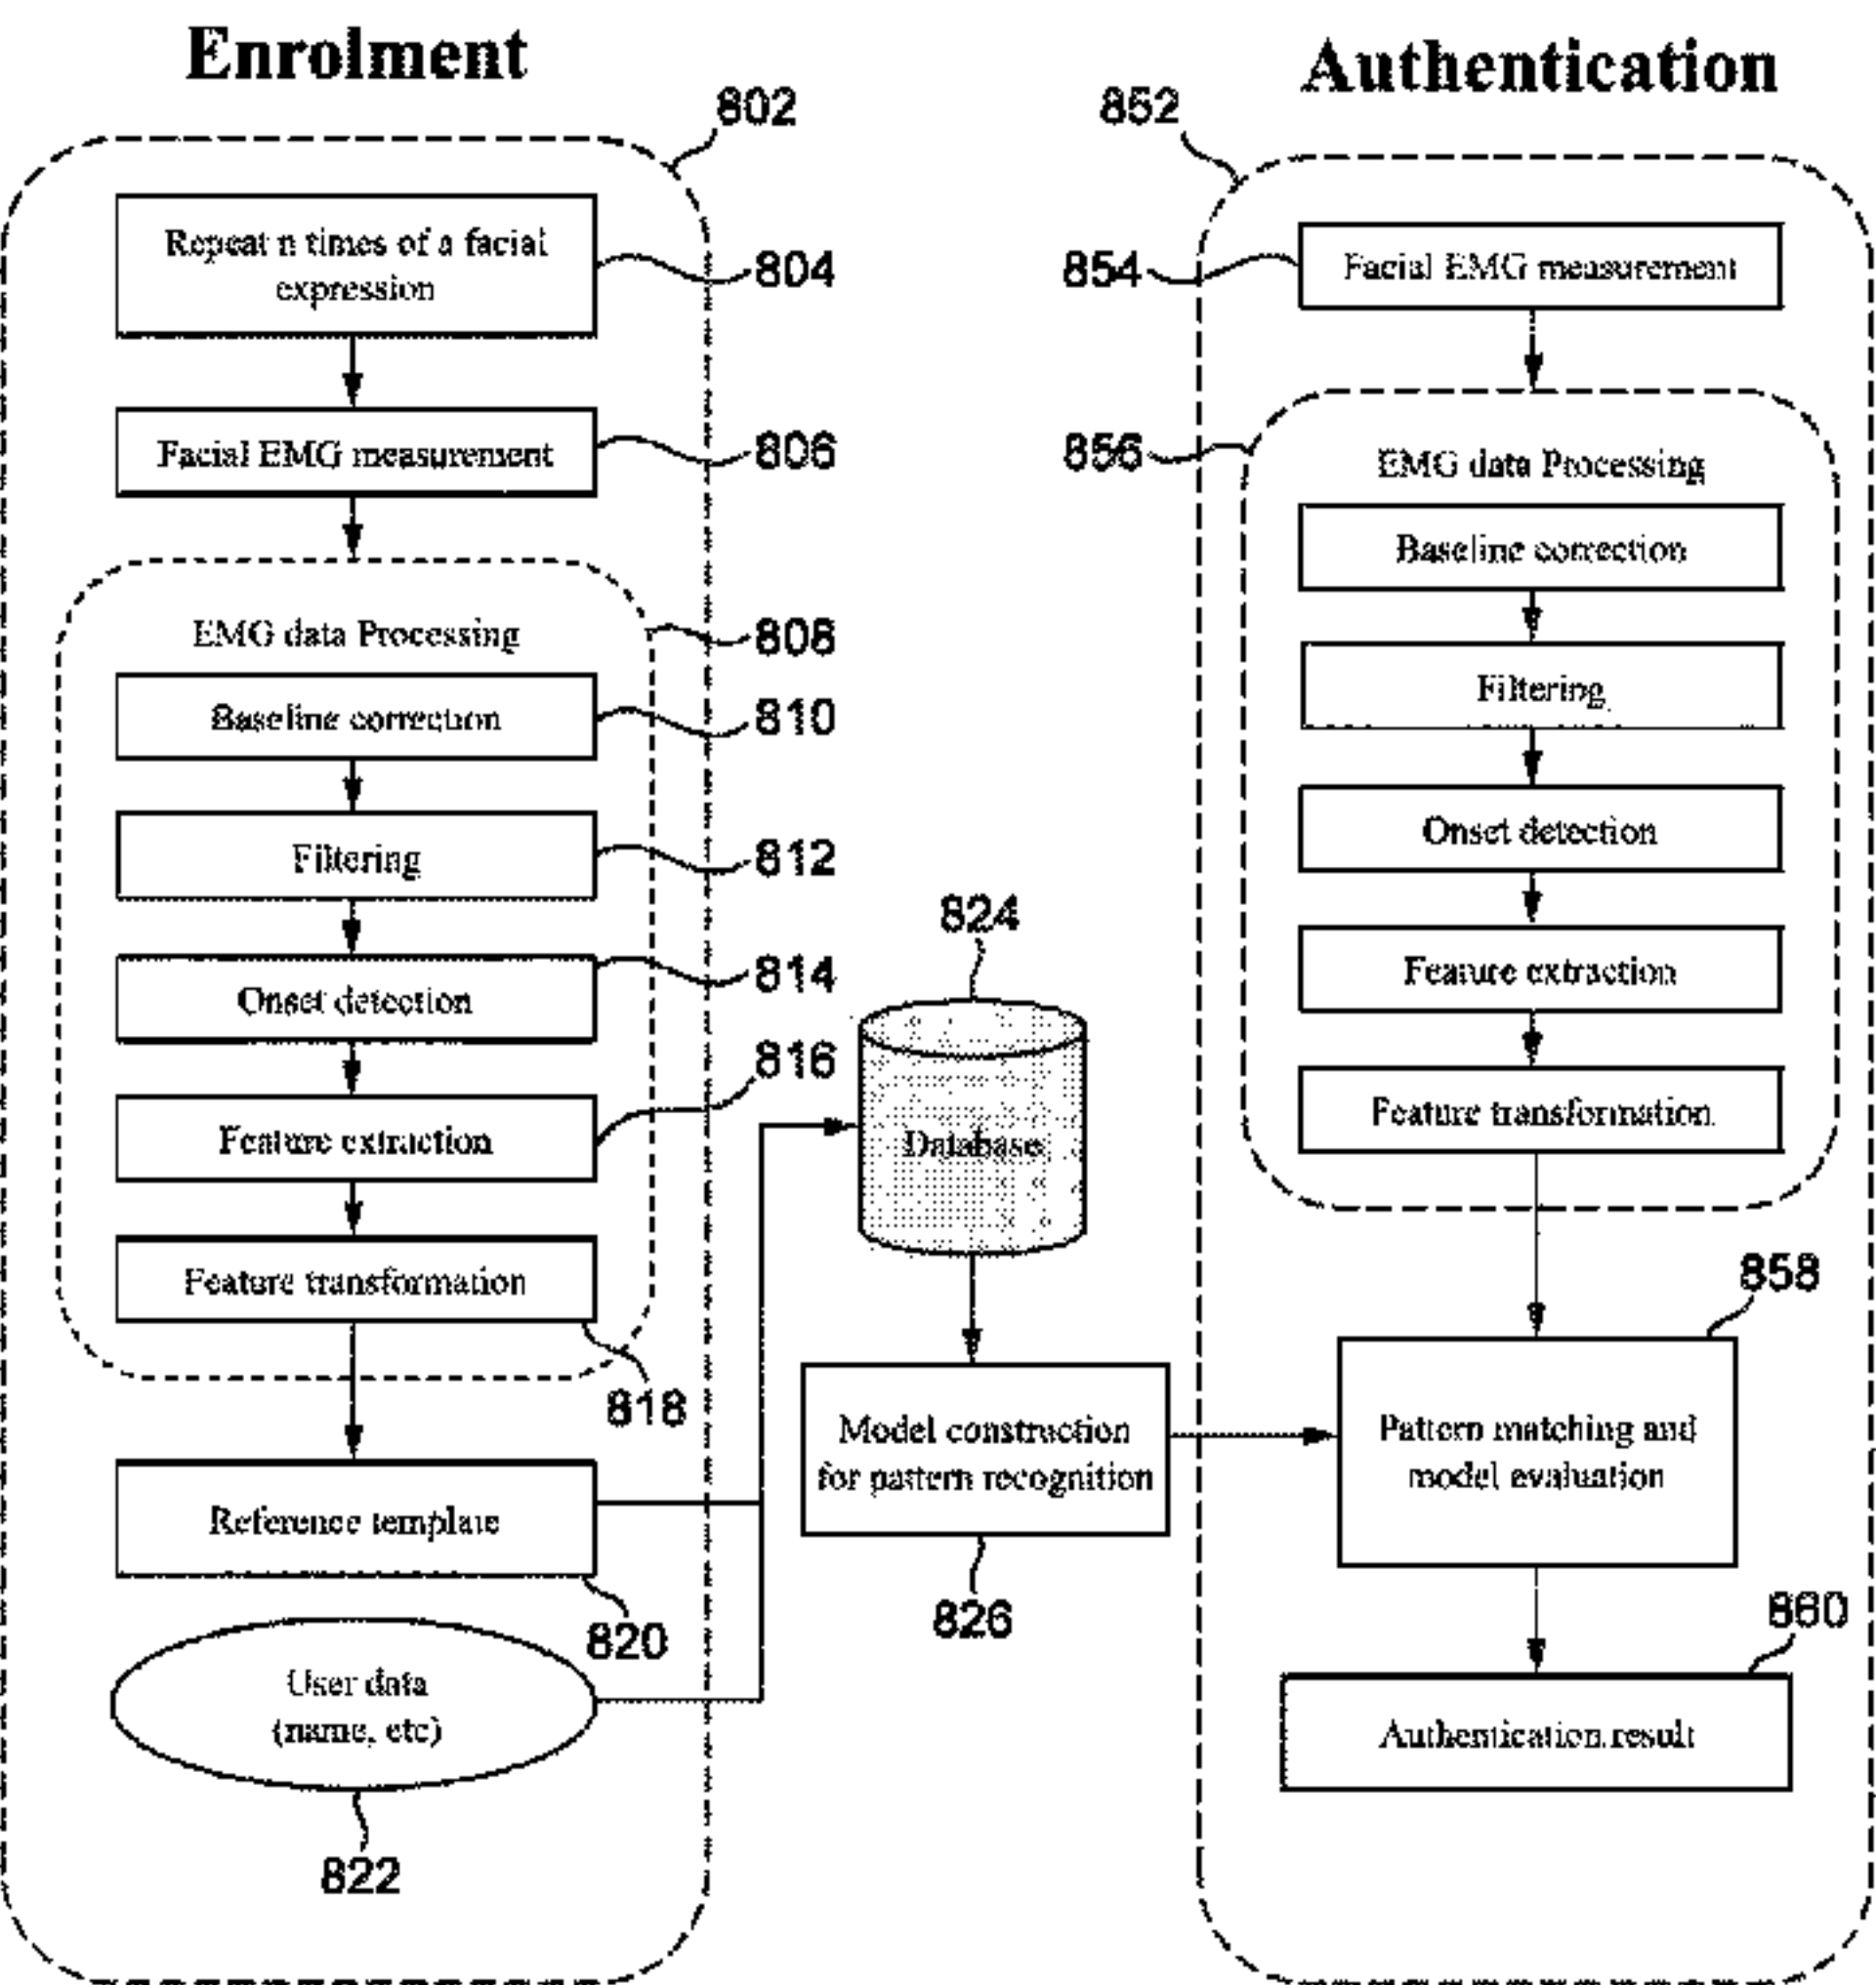 Enrolment
802
Repeat n times of a facial
expression
804
Facial EMG measurement
806
EMG data Processing
808
Baseline correction
810
Filtering
812
Onset detection
814
Feature extraction
816
Feature transformation
818
Reference template
820
User data
(name, etc)
822
824
Database
Model construction
for pattern recognition
826
Authentication
852
Facial EMG measurement
854
EMG data Processing
856
Baseline correction
Filtering
Onset detection
Feature extraction
Feature transformation
858
Pattern matching and
model evaluation
860
Authentication result